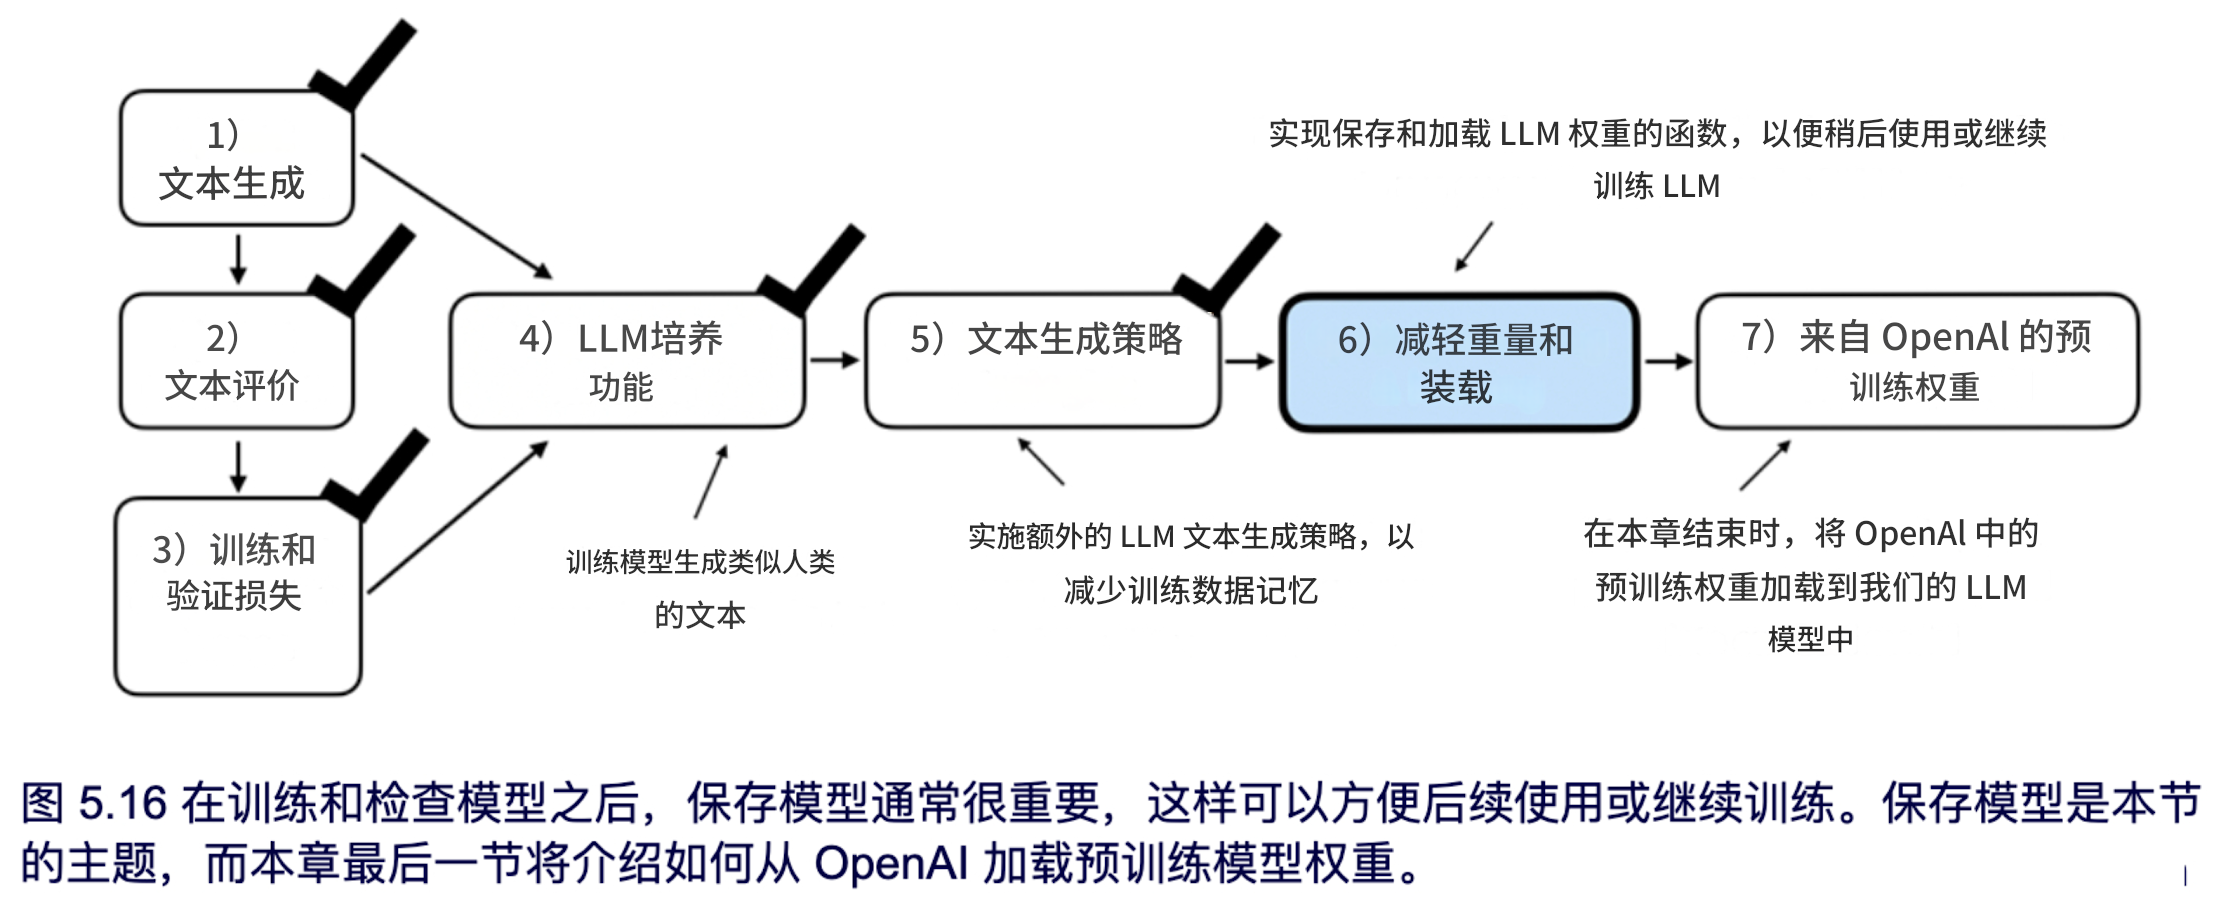 1）
文本生成
2）
文本评价
3）训练和
验证损失
4）LLM培养
功能
训练模型生成类似人类
的文本
5）文本生成策略
实施额外的 LLM 文本生成策略，以
减少训练数据记忆
实现保存和加载 LLM 权重的函数，以便稍后使用或继续
训练 LLM
6）减轻重量和
装载
7）来自 OpenAl 的预
训练权重
在本章结束时，将 OpenAl 中的
预训练权重加载到我们的 LLM
模型中
图 5.16 在训练和检查模型之后，保存模型通常很重要，这样可以方便后续使用或继续训练。保存模型是本节
的主题，而本章最后一节将介绍如何从 OpenAI 加载预训练模型权重。